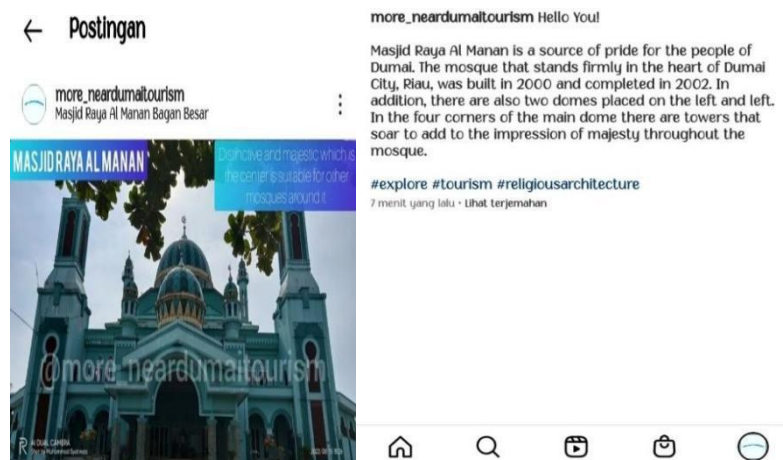 Postingan
more_neardumaitourism
Masjid Raya Al Manan Bagan Besar
MASJID RAYA AL MANAN
Distinctive and majestic which is
the center is suitable for other
mosques around it
@more_neardumaitourism
AI DUAL CAMERA
more_neardumaitourism Hello You!
Masjid Raya Al Manan is a source of pride for the people of
Dumai. The mosque that stands firmly in the heart of Dumai
City, Riau, was built in 2000 and completed in 2002. In
addition, there are also two domes placed on the left and left.
In the four corners of the main dome there are towers that
soar to add to the impression of majesty throughout the
mosque.
#explore #tourism #religiousarchitecture
7 menit yang lalu • Lihat terjemahan